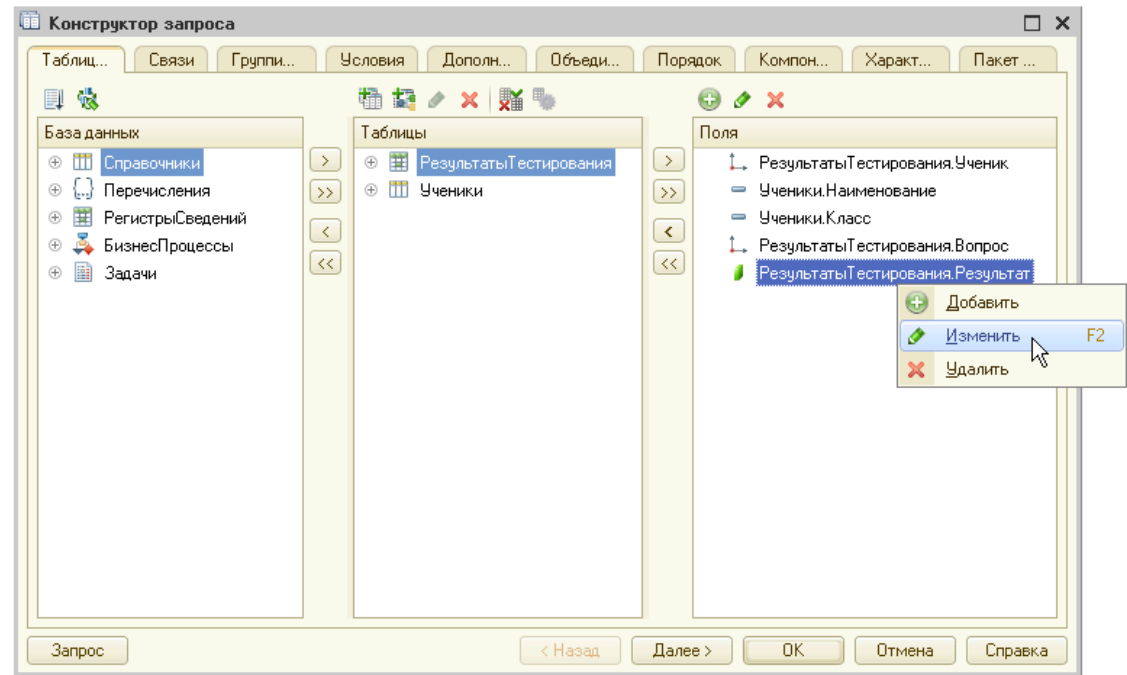 Конструктор запроса
Таблиц... Связи Группи... Условия Дополн... Объеди... Порядок Компон... Характ... Пакет ...
База данных
Справочники
Перечисления
РегистрыСведений
БизнесПроцессы
Задачи
>
>>
<
<<
Таблицы
РезультатыТестирования
Ученики
>
>>
<
<<
Поля
РезультатыТестирования.Ученик
Ученики.Наименование
Ученики.Класс
РезультатыТестирования.Вопрос
РезультатыТестирования.Результат
Добавить
Изменить F2
Удалить
Запрос < Назад Далее > ОК Отмена Справка